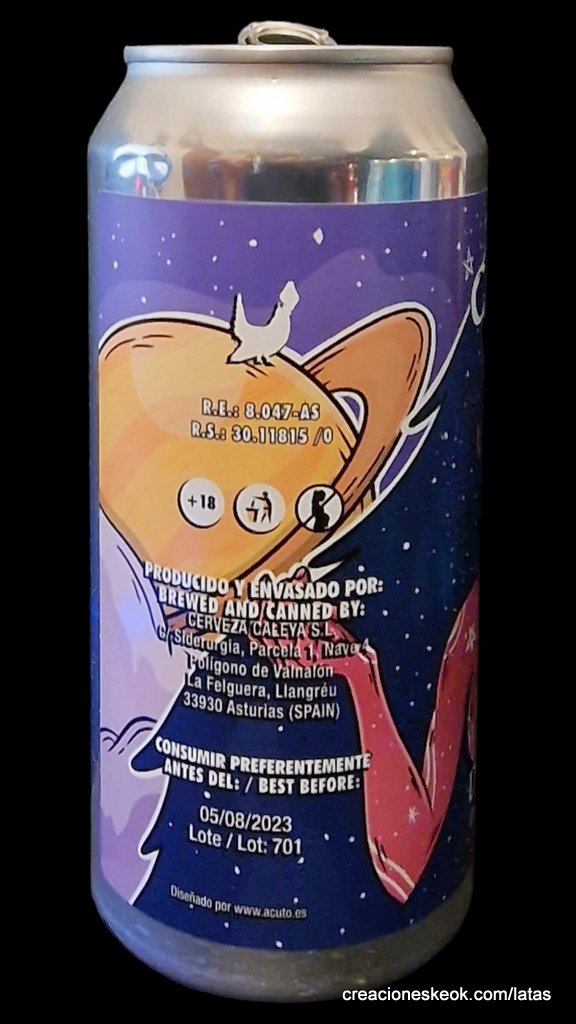 R.E.: 8.047-AS
R.S.: 30.11815 /O
+18
PRODUCIDO Y ENVASADO POR:
BREWED AND/CANNED BY:
CERVEZA CALEYA S.L.
C/ Siderurgia, Parcela 1, Nave 4
Polígono de Valnalón
La Felguera, Llangréu
33930 Asturias (SPAIN)
CONSUMIR PREFERENTEMENTE
ANTES DEL: / BEST BEFORE:
05/08/2023
Lote / Lot: 701
Diseñado por www.acuto.es
creacioneskeok.com/latas